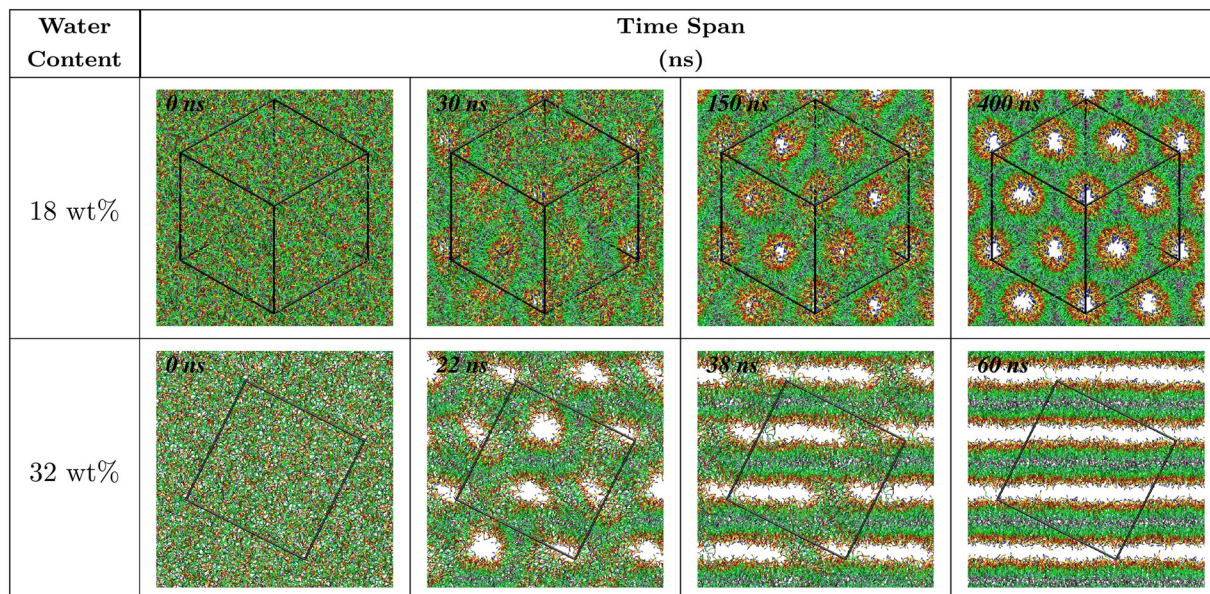 Water
Content
Time Span
(ns)
18 wt%
0 ns
30 ns
150 ns
400 ns
32 wt%
0 ns
22 ns
38 ns
60 ns